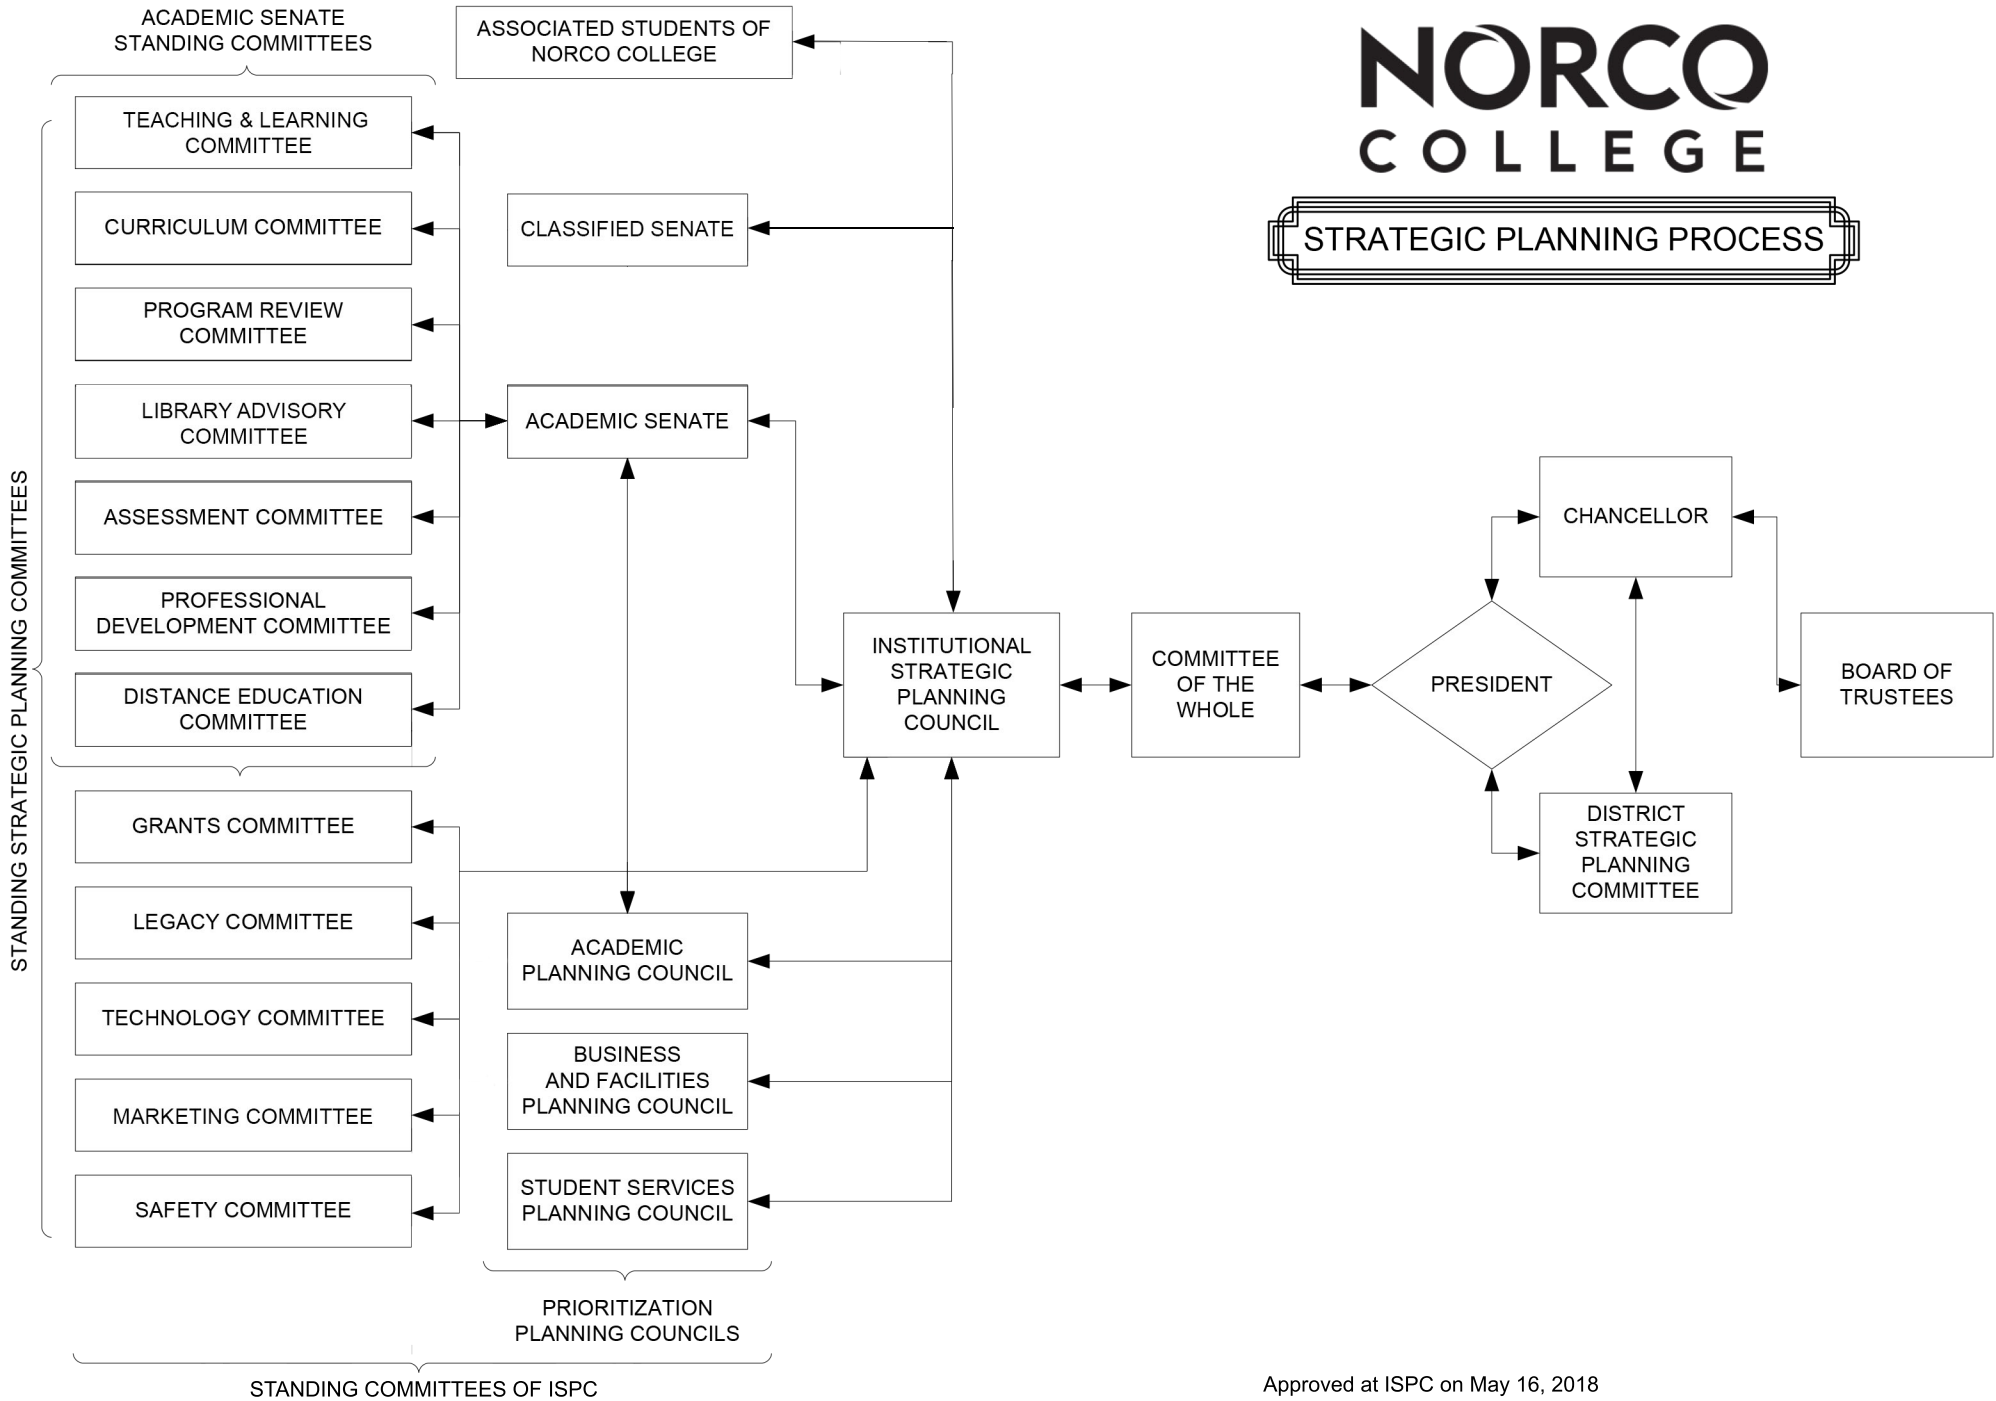 ACADEMIC SENATE
STANDING COMMITTEES
ASSOCIATED STUDENTS OF
NORCO COLLEGE
NORCO
COLLEGE
STRATEGIC PLANNING PROCESS
STANDING STRATEGIC PLANNING COMMITTEES
TEACHING & LEARNING
COMMITTEE
CURRICULUM COMMITTEE
PROGRAM REVIEW
COMMITTEE
LIBRARY ADVISORY
COMMITTEE
ASSESSMENT COMMITTEE
PROFESSIONAL
DEVELOPMENT COMMITTEE
DISTANCE EDUCATION
COMMITTEE
GRANTS COMMITTEE
LEGACY COMMITTEE
TECHNOLOGY COMMITTEE
MARKETING COMMITTEE
SAFETY COMMITTEE
CLASSIFIED SENATE
ACADEMIC SENATE
ACADEMIC
PLANNING COUNCIL
BUSINESS
AND FACILITIES
PLANNING COUNCIL
STUDENT SERVICES
PLANNING COUNCIL
PRIORITIZATION
PLANNING COUNCILS
STANDING COMMITTEES OF ISPC
INSTITUTIONAL
STRATEGIC
PLANNING
COUNCIL
COMMITTEE
OF THE
WHOLE
PRESIDENT
CHANCELLOR
DISTRICT
STRATEGIC
PLANNING
COMMITTEE
BOARD OF
TRUSTEES
Approved at ISPC on May 16, 2018